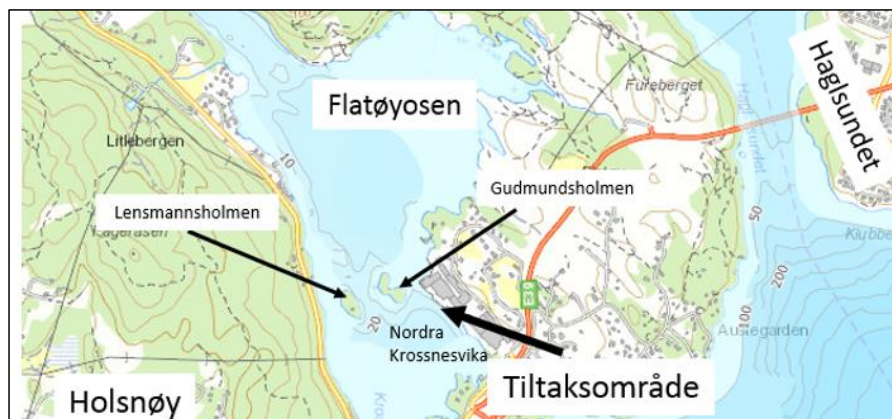 Flatøyosen
Fureberget
Haglsundet
Litlebergen
10
Gudmundsholmen
Lensmannsholmen
50
200
E39
20
Nordra
Krossnesvika
100
Austegarden
Tiltaksområde
Holsnøy